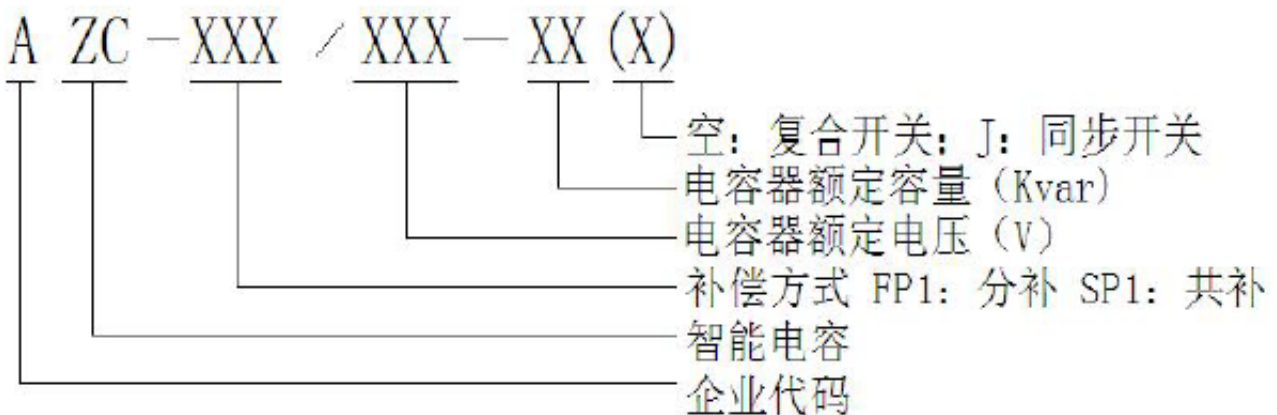 A ZC-XXX/XXX-XX(X)
空：复合开关；J：同步开关
电容器额定容量（Kvar）
电容器额定电压（V）
补偿方式 FP1：分补 SP1：共补
智能电容
企业代码